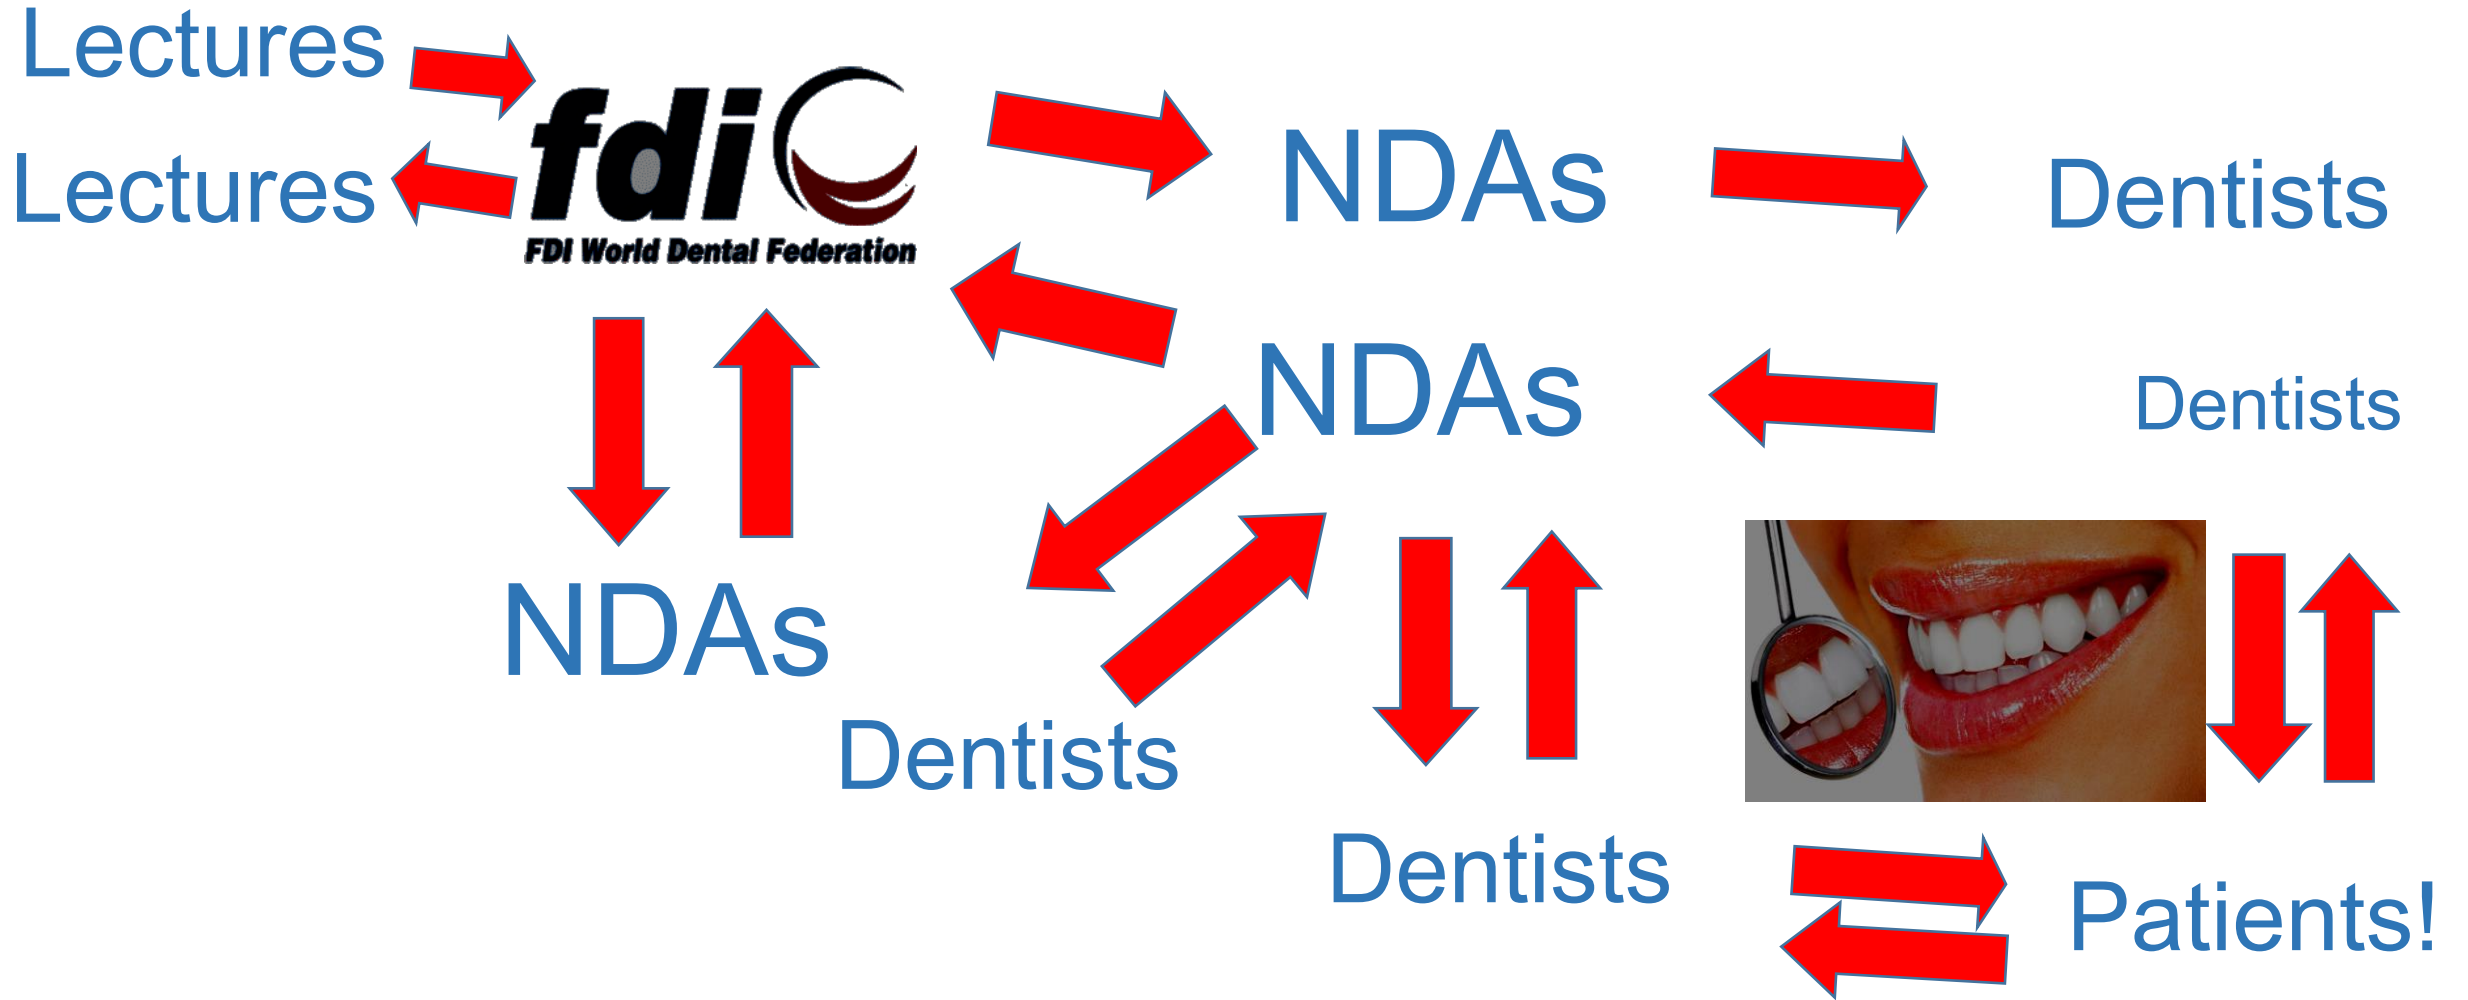 Lectures
Lectures
fdi
FDI World Dental Federation
NDAs
Dentists
NDAs
Dentists
NDAs
Dentists
Dentists
Patients!